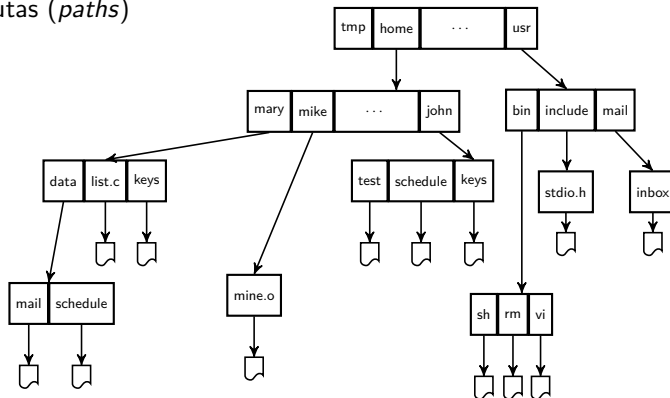 utas (paths)
tmp home ... usr
mary mike ... john
bin include mail
data list.c keys
test schedule keys
stdio.h
inbox
mail schedule
mine.o
sh rm vi